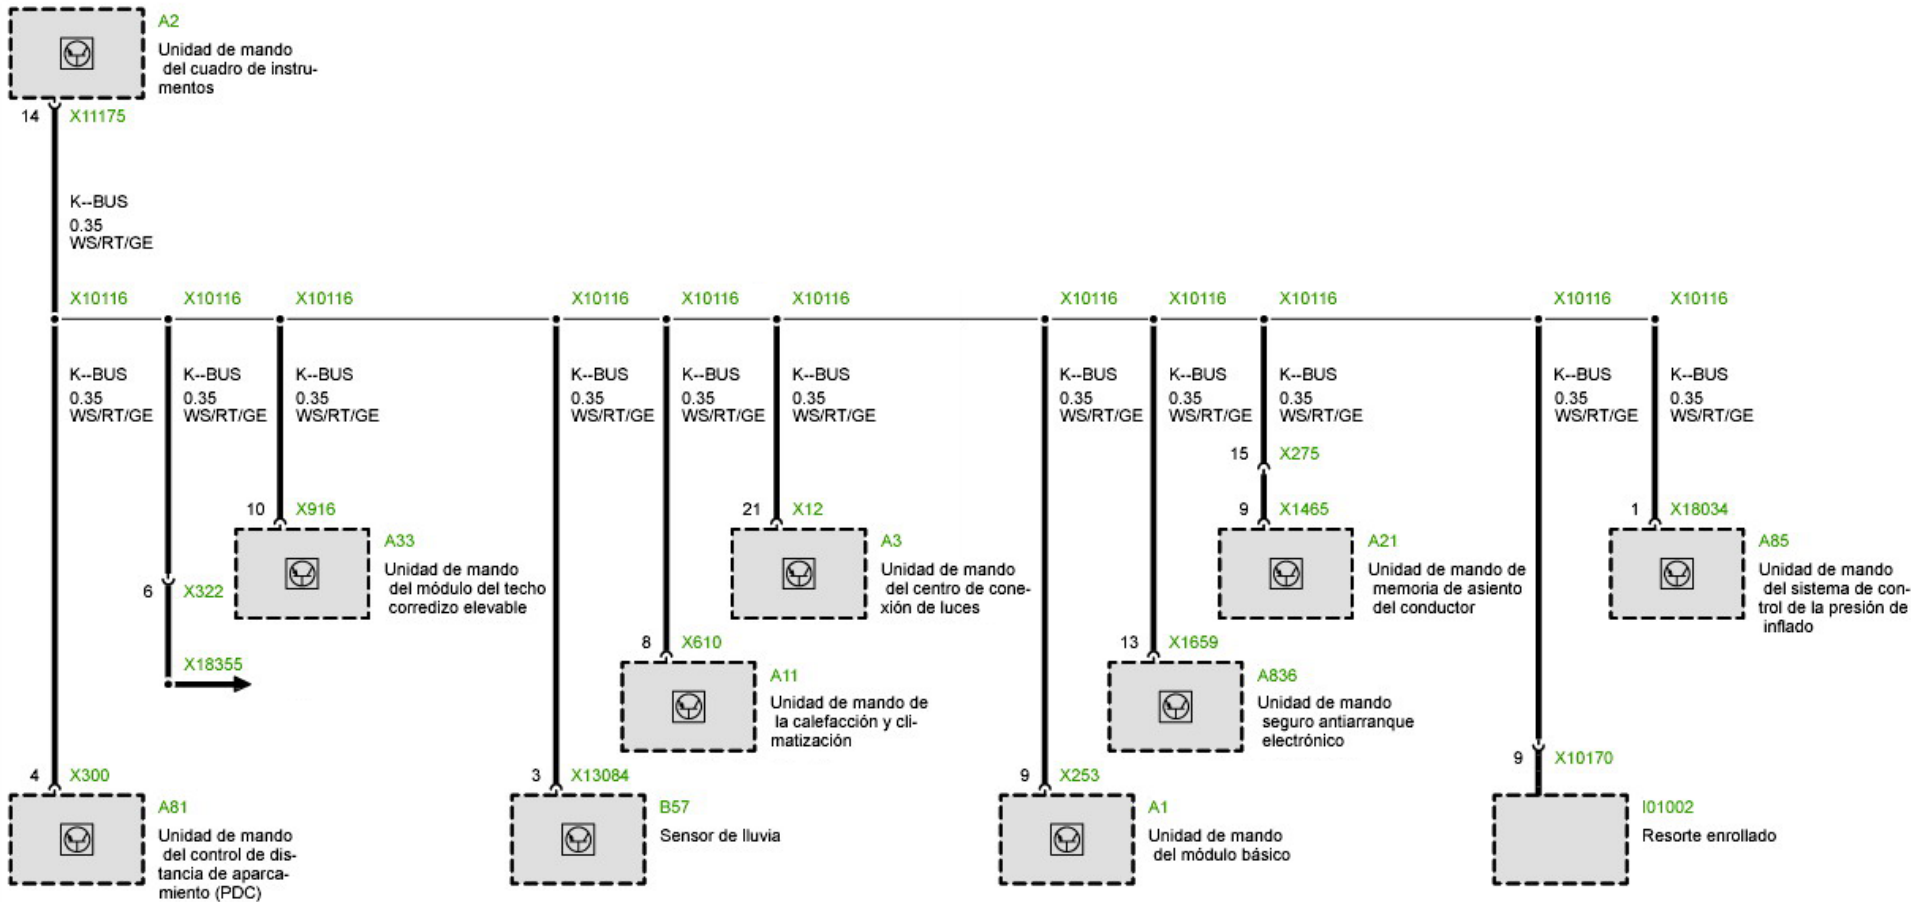 A2
Unidad de mando
del cuadro de instru-
mentos
14 X11175
K--BUS
0.35
WS/RT/GE
X10116 X10116 X10116 X10116 X10116 X10116 X10116 X10116 X10116 X10116 X10116
K--BUS K--BUS K--BUS K--BUS K--BUS K--BUS K--BUS K--BUS K--BUS K--BUS K--BUS
0.35 0.35 0.35 0.35 0.35 0.35 0.35 0.35 0.35 0.35 0.35
WS/RT/GE WS/RT/GE WS/RT/GE WS/RT/GE WS/RT/GE WS/RT/GE WS/RT/GE WS/RT/GE WS/RT/GE WS/RT/GE WS/RT/GE
15 X275
10 X916
A33
Unidad de mando
del módulo del techo
corredizo elevable
21 X12
A3
Unidad de mando
del centro de cone-
xión de luces
9 X1465
A21
Unidad de mando de
memoria de asiento
del conductor
1 X18034
A85
Unidad de mando
del sistema de con-
trol de la presión de
inflado
6 X322
X18355
8 X610
A11
Unidad de mando de
la calefacción y cli-
matización
13 X1659
A836
Unidad de mando
seguro antiarranque
electrónico
4 X300
A81
Unidad de mando
del control de dis-
tancia de aparca-
miento (PDC)
3 X13084
B57
Sensor de lluvia
9 X253
A1
Unidad de mando
del módulo básico
9 X10170
I01002
Resorte enrollado